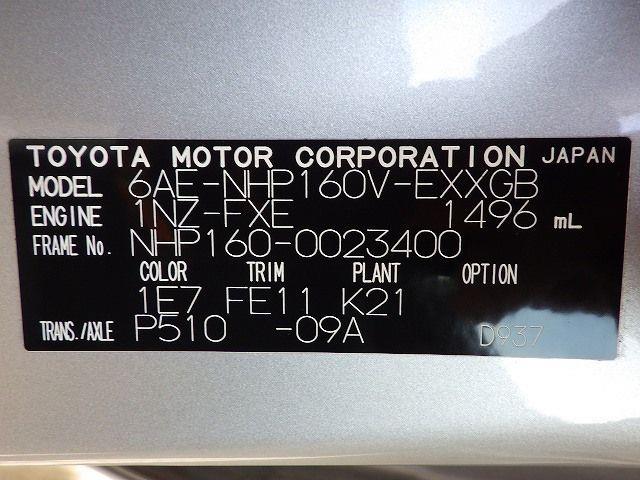 TOYOTA MOTOR CORPORATION JAPAN
MODEL 6AE-NHP160V-EXXGB
ENGINE 1NZ-FXE 1496 mL
FRAME No. NHP160-0023400
COLOR TRIM PLANT OPTION
1E7 FE11 K21
TRANS./AXLE P510 -09A D937